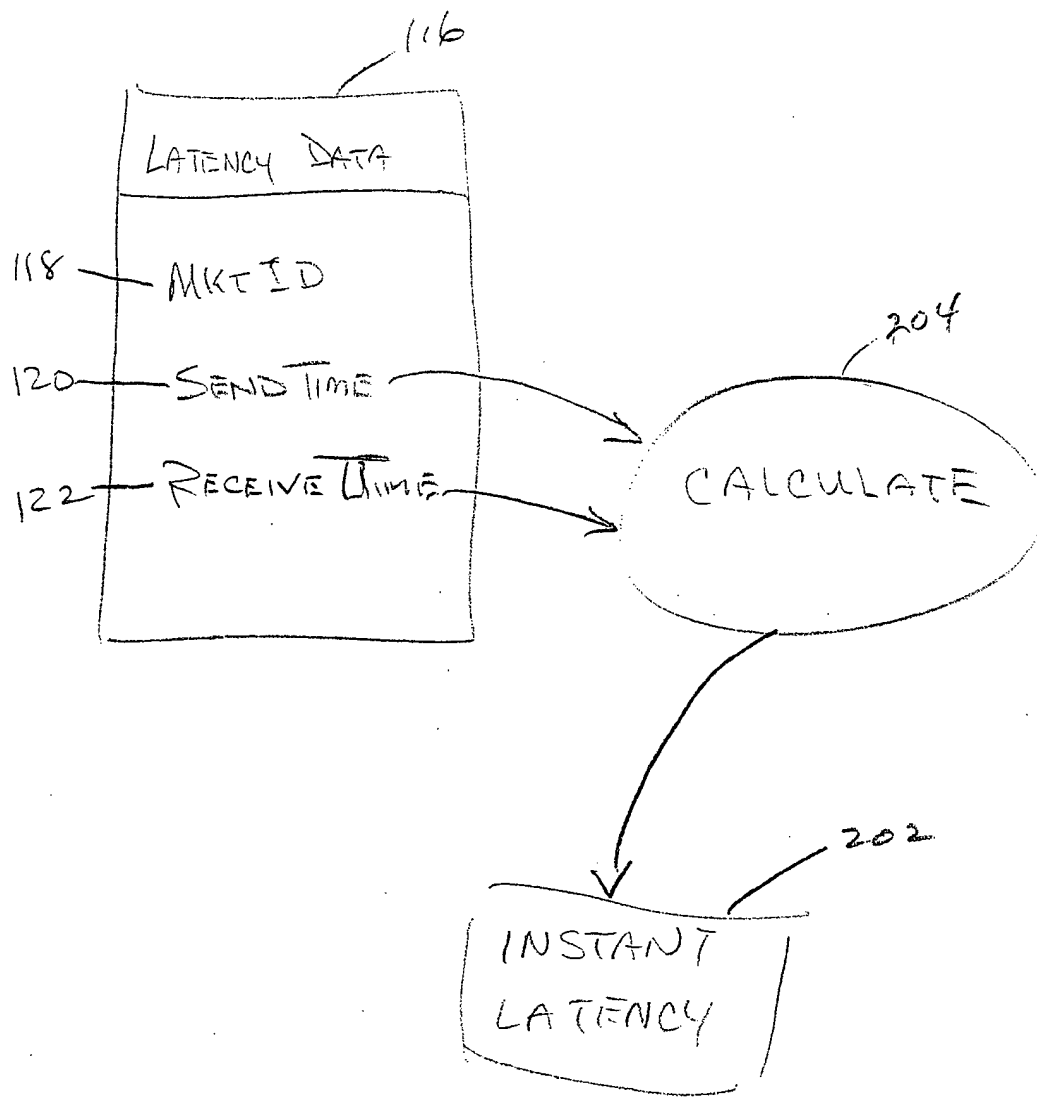 116
LATENCY DATA
118 MKT ID
204
120 SEND TIME
CALCULATE
122 RECEIVE TIME
202
INSTANT
LATENCY